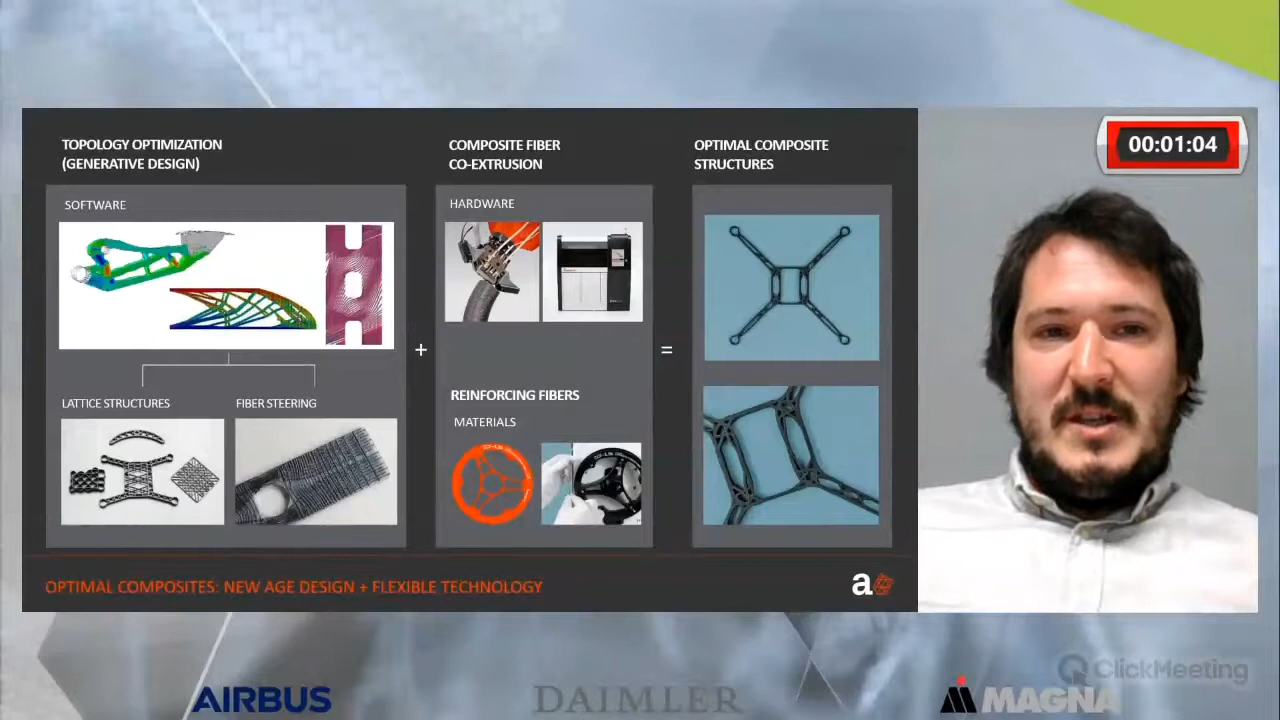 TOPOLOGY OPTIMIZATION
(GENERATIVE DESIGN)
SOFTWARE
LATTICE STRUCTURES
FIBER STEERING
+
COMPOSITE FIBER
CO-EXTRUSION
HARDWARE
REINFORCING FIBERS
MATERIALS
=
OPTIMAL COMPOSITE
STRUCTURES
OPTIMAL COMPOSITES: NEW AGE DESIGN + FLEXIBLE TECHNOLOGY
a
00:01:04
ClickMeeting
AIRBUS
DAIMLER
MAGNA